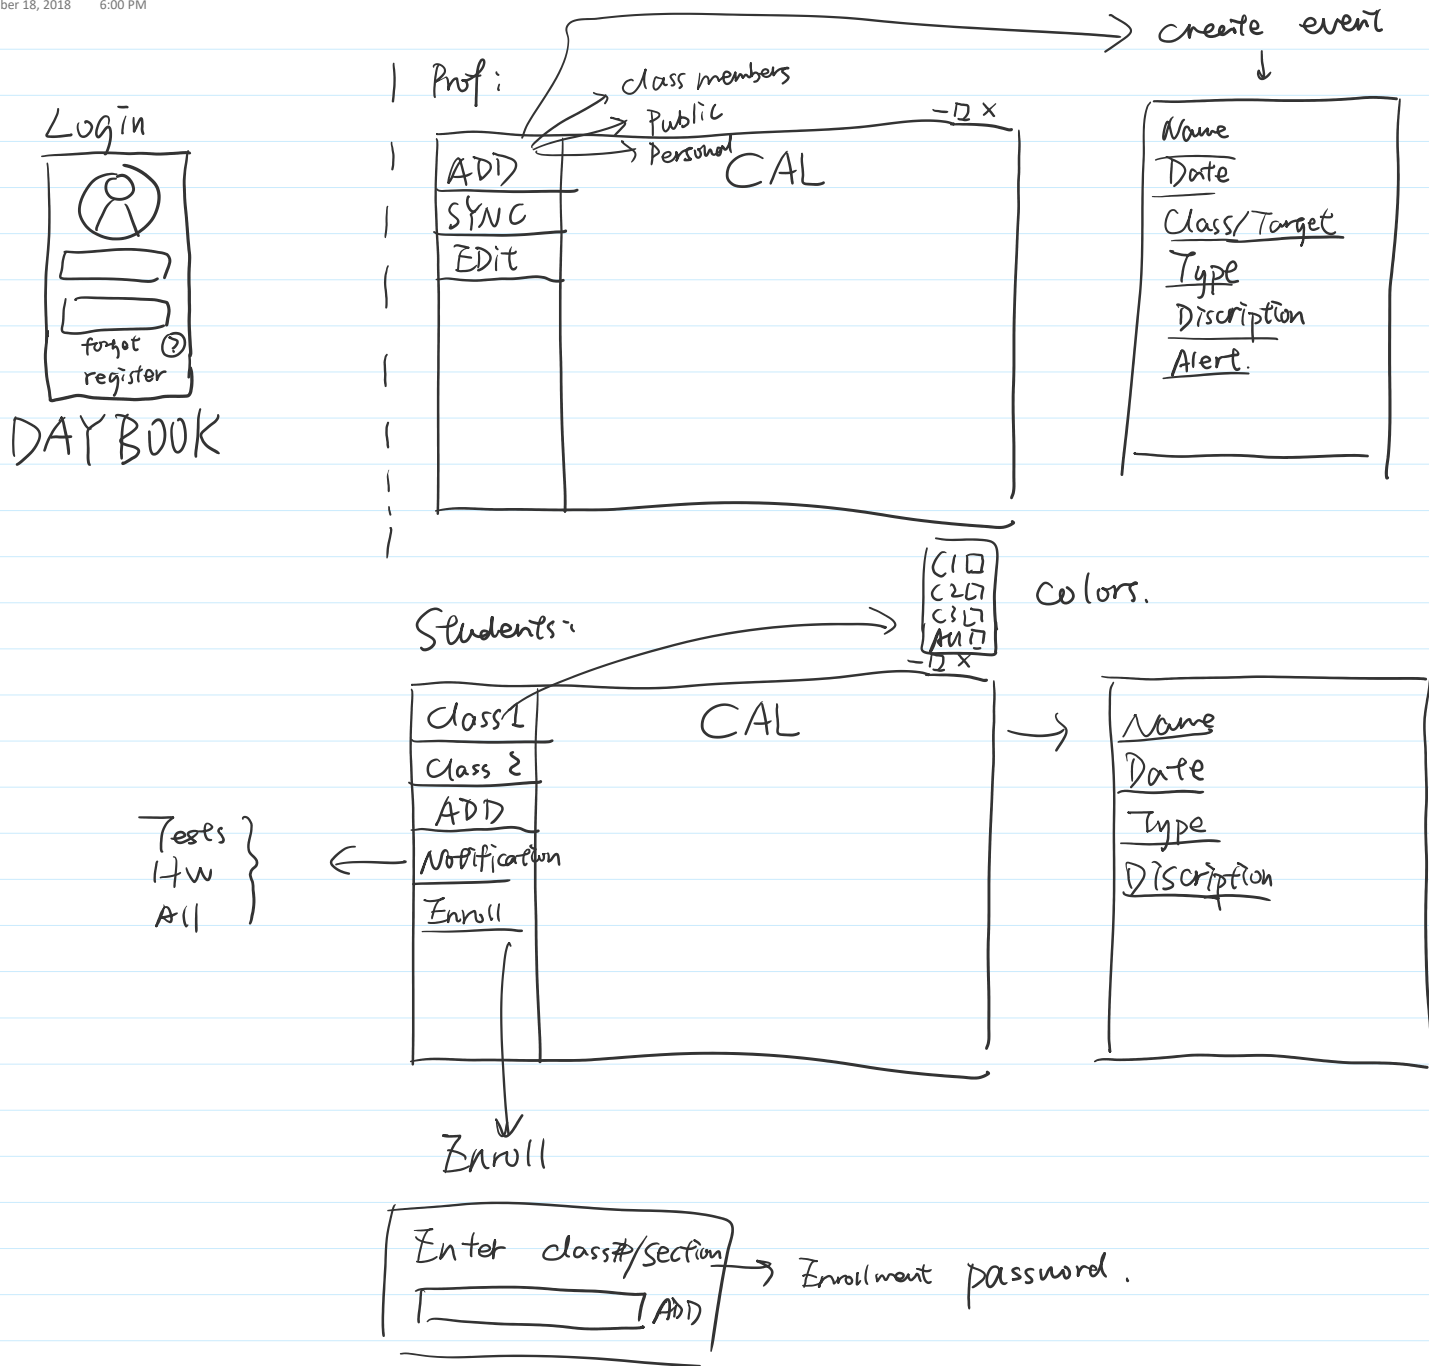 ber 18, 2018 6:00 PM
create event
Prof:
class members
Public
Personal
- □ X
Login
forgot ?
register
DAYBOOK
ADD
SYNC
EDit
CAL
Name
Date
Class/Target
Type
Discription
Alert.
C1 □
C2 □
C3 □
All □
colors.
Students:
- □ X
Class 1
Class 2
ADD
Notification
Enroll
CAL
Name
Date
Type
Discription
Tests
Hw
All
Enroll
Enter class#/section
ADD
Enrollment password.